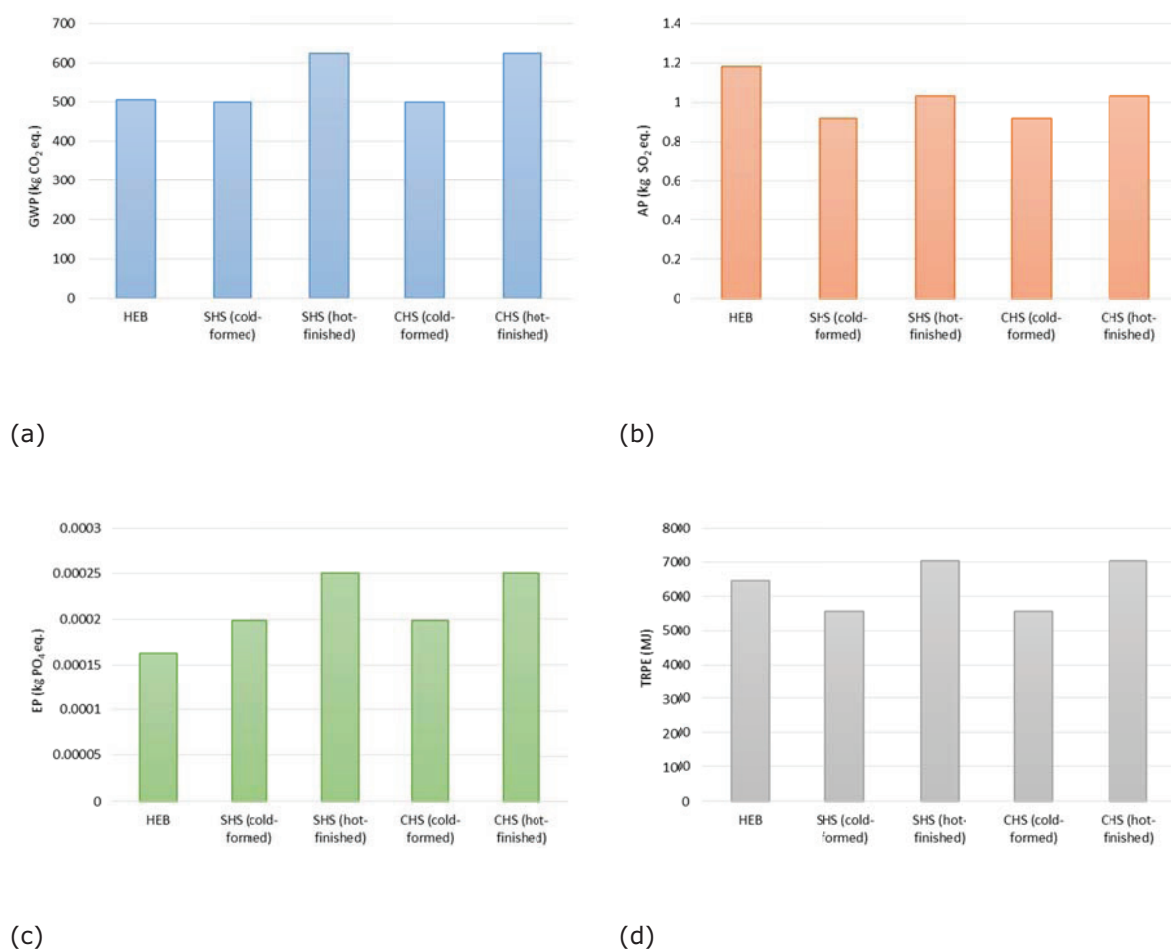 700
600
500
400
300
200
100
0
GWP (kg CO₂ eq.)
HEB
SHS (cold-formed)
SHS (hot-finished)
CHS (cold-formed)
CHS (hot-finished)
(a)
1.4
1.2
1
0.8
0.6
0.4
0.2
0
AP (kg SO₂ eq.)
HEB
SHS (cold-formed)
SHS (hot-finished)
CHS (cold-formed)
CHS (hot-finished)
(b)
0.0003
0.00025
0.0002
0.00015
0.0001
0.00005
0
EP (kg PO₄ eq.)
HEB
SHS (cold-formed)
SHS (hot-finished)
CHS (cold-formed)
CHS (hot-finished)
(c)
8000
7000
6000
5000
4000
3000
2000
1000
0
TRPE (MJ)
HEB
SHS (cold-formed)
SHS (hot-finished)
CHS (cold-formed)
CHS (hot-finished)
(d)